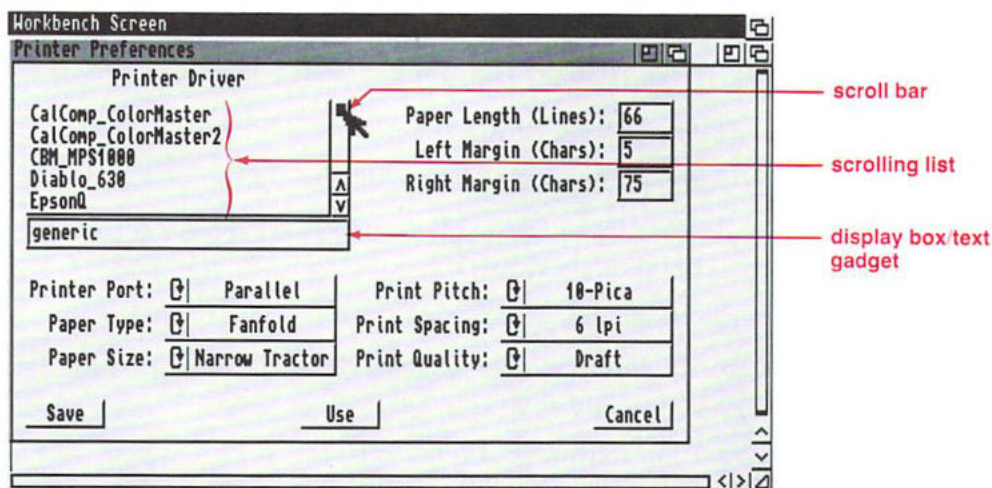 Workbench Screen
Printer Preferences
Printer Driver
CalComp_ColorMaster
CalComp_ColorMaster2
CBM_MPS1000
Diablo_630
EpsonQ
generic
Paper Length (Lines): 66
Left Margin (Chars): 5
Right Margin (Chars): 75
scroll bar
scrolling list
display box/text
gadget
Printer Port: Parallel
Print Pitch: 10-Pica
Paper Type: Fanfold
Print Spacing: 6 lpi
Paper Size: Narrow Tractor
Print Quality: Draft
Save
Use
Cancel